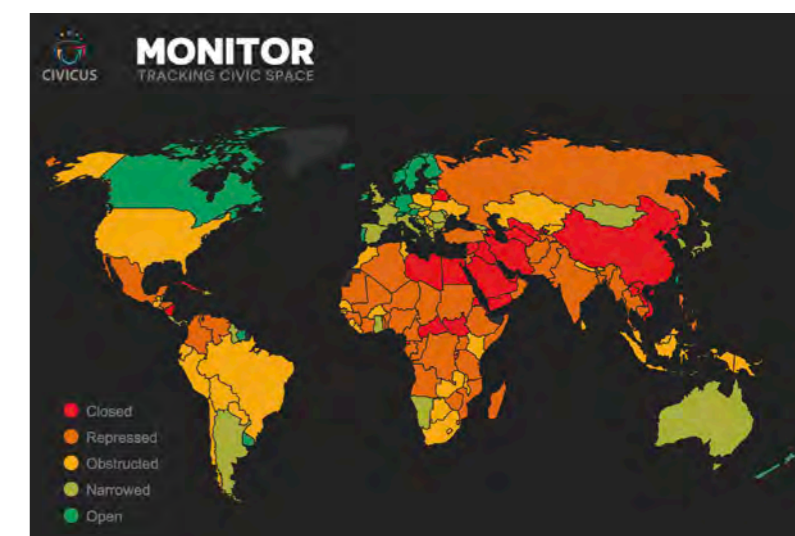 CIVICUS
MONITOR
TRACKING CIVIC SPACE
Closed
Repressed
Obstructed
Narrowed
Open